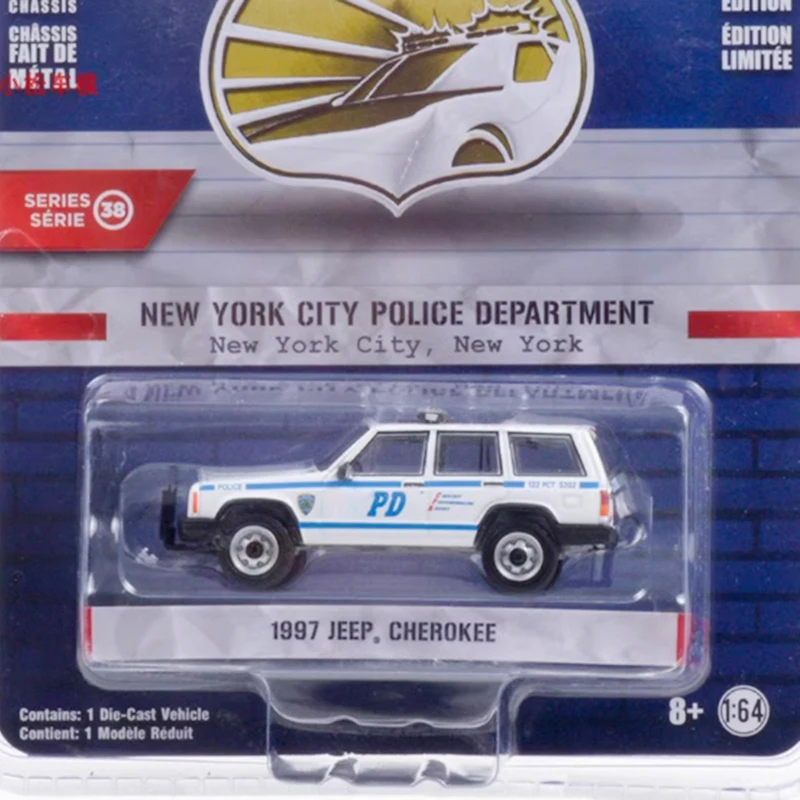 CHASSIS
CHÂSSIS
FAIT DE
MÉTAL
EDITION
ÉDITION
LIMITÉE
SERIES
SÉRIE
38
NEW YORK CITY POLICE DEPARTMENT
New York City, New York
POLICE
PD
1997 JEEP® CHEROKEE
Contains: 1 Die-Cast Vehicle
Contient: 1 Modèle Réduit
8+
1:64